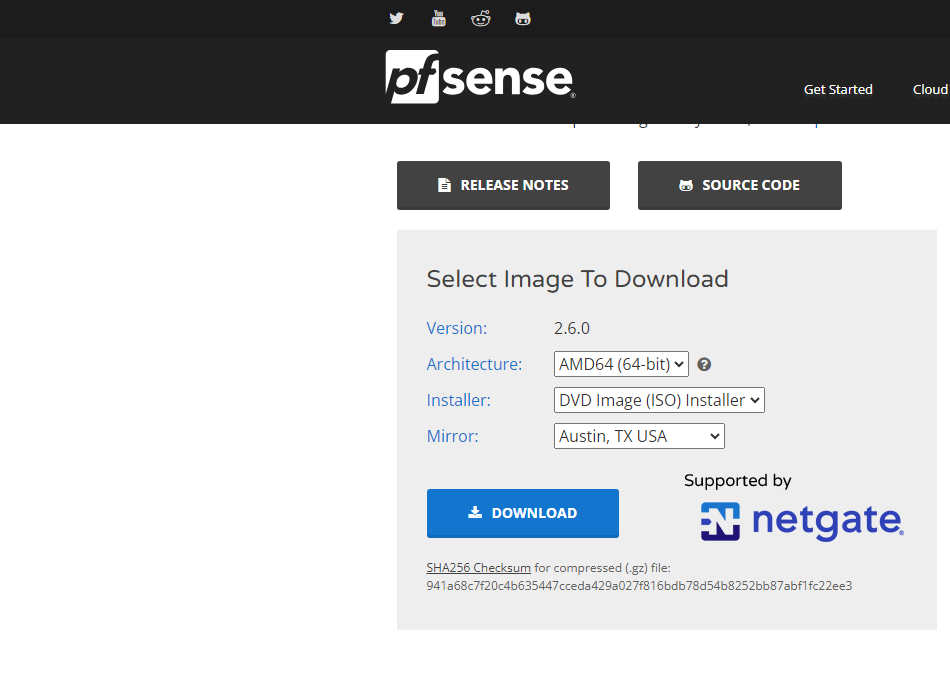 You Tube
pfsense®
Get Started
Cloud
RELEASE NOTES
SOURCE CODE
Select Image To Download
Version: 2.6.0
Architecture: AMD64 (64-bit) ?
Installer: DVD Image (ISO) Installer
Mirror: Austin, TX USA
Supported by
netgate®
DOWNLOAD
SHA256 Checksum for compressed (.gz) file:
941a68c7f20c4b635447cceda429a027f816bdb78d54b8252bb87abf1fc22ee3